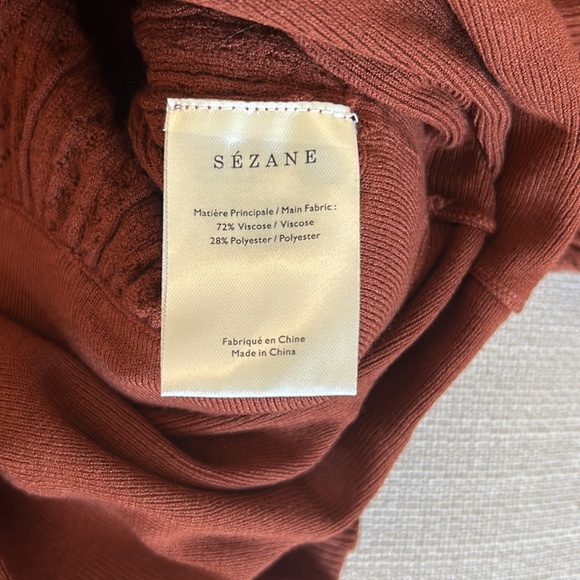 SÉZANE
Matière Principale / Main Fabric :
72% Viscose / Viscose
28% Polyester / Polyester
Fabriqué en Chine
Made in China